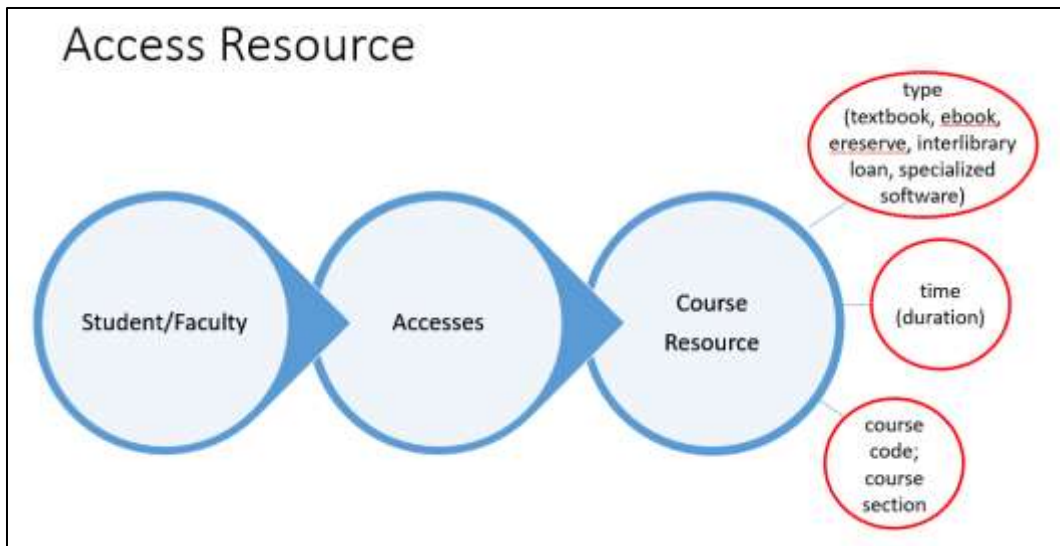 Access Resource
type
(textbook, ebook,
ereserve, interlibrary
loan, specialized
software)
Student/Faculty
Accesses
Course
Resource
time
(duration)
course
code;
course
section